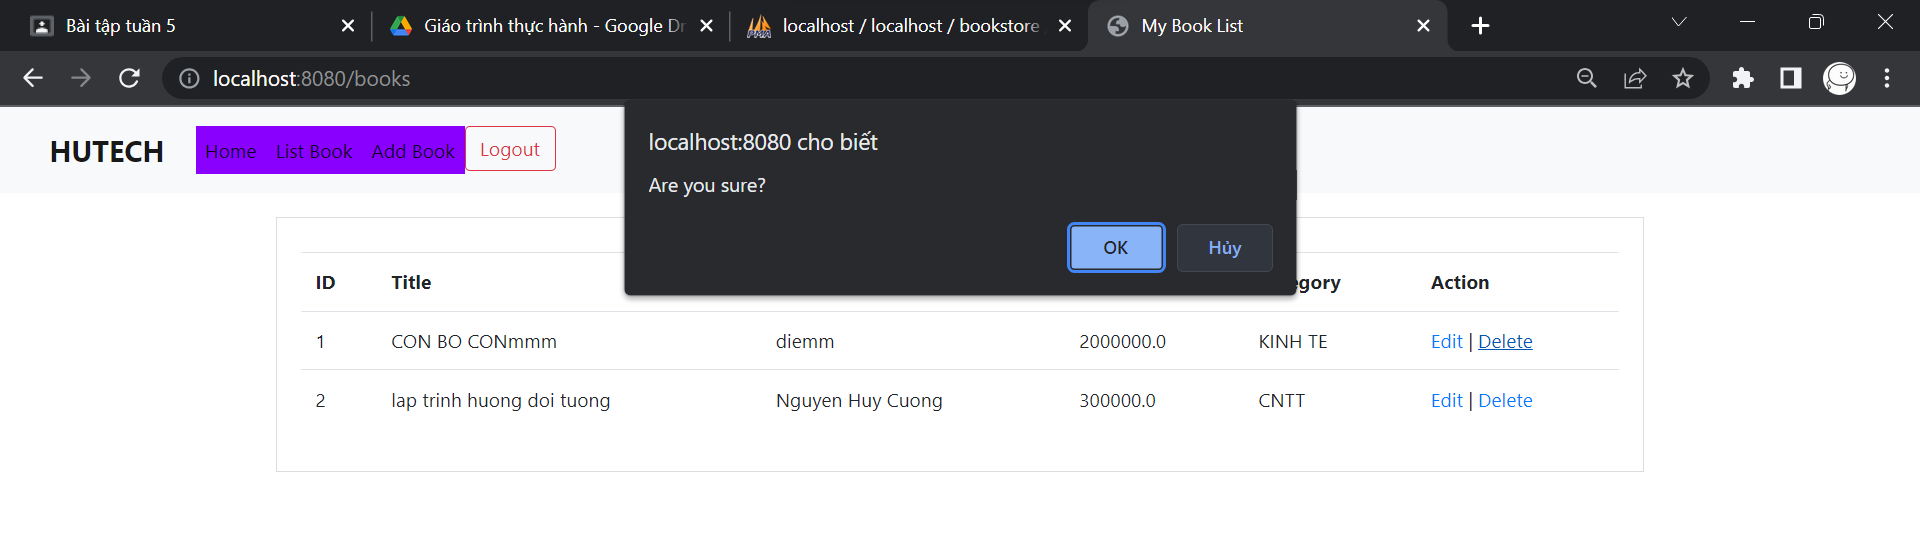 Bài tập tuần 5
Giáo trình thực hành - Google Dr
localhost / localhost / bookstore
My Book List
localhost:8080/books
HUTECH Home List Book Add Book Logout
localhost:8080 cho biết
Are you sure?
OK Hủy
ID Title egory Action
1 CON BO CONmmm diemm 2000000.0 KINH TE Edit | Delete
2 lap trinh huong doi tuong Nguyen Huy Cuong 300000.0 CNTT Edit | Delete